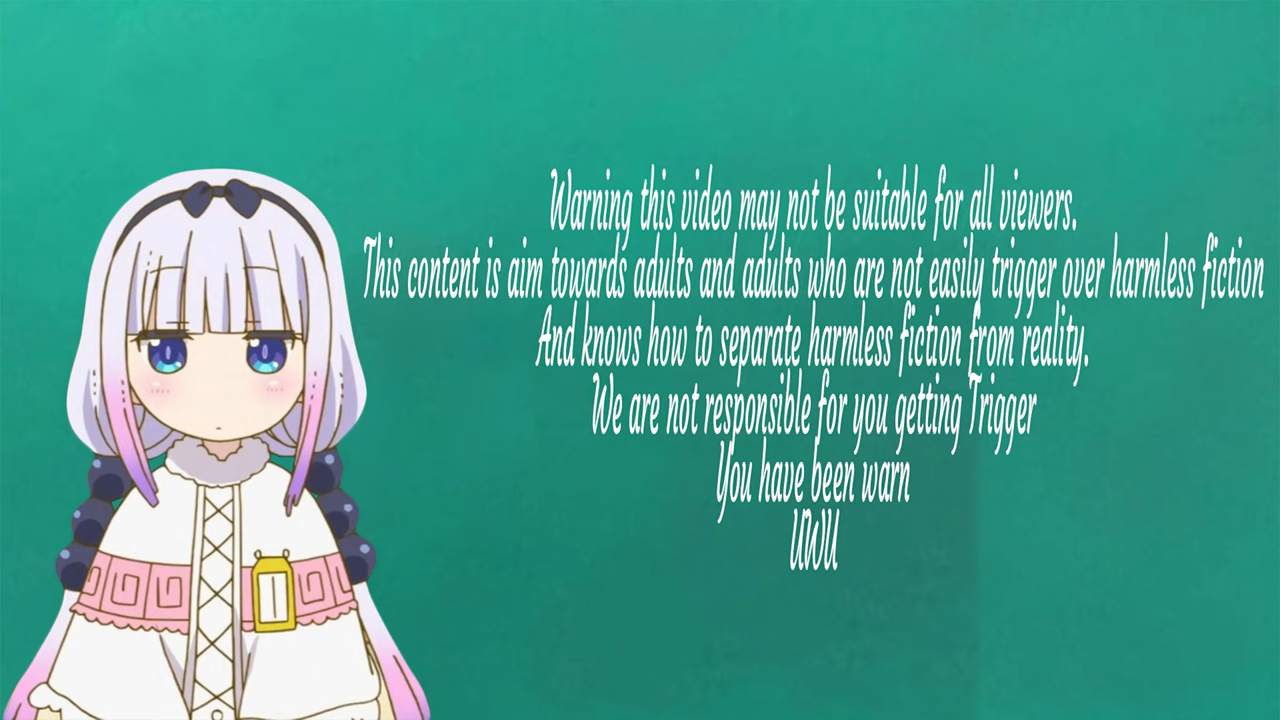 Warning this video may not be suitable for all viewers.
This content is aim towards adults and adults who are not easily trigger over harmless fiction
And knows how to separate harmless fiction from reality.
We are not responsible for you getting Trigger
You have been warn
UWU